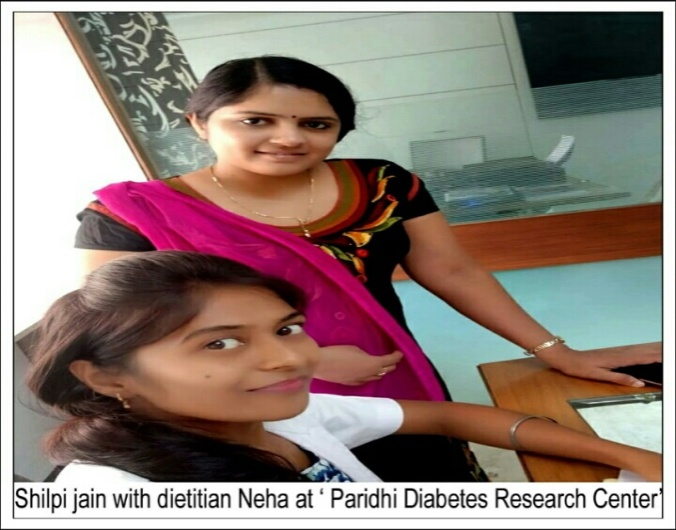 Shilpi jain with dietitian Neha at ‘ Paridhi Diabetes Research Center’